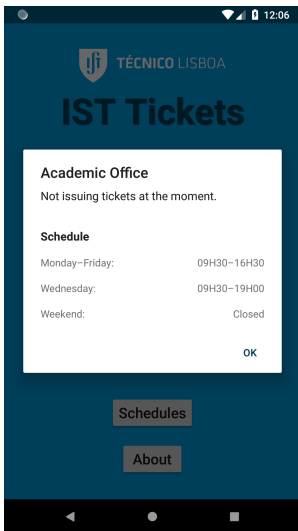 12:06
TÉCNICO LISBOA
IST Tickets
Academic Office
Not issuing tickets at the moment.
Schedule
Monday–Friday: 09H30–16H30
Wednesday: 09H30–19H00
Weekend: Closed
OK
Schedules
About